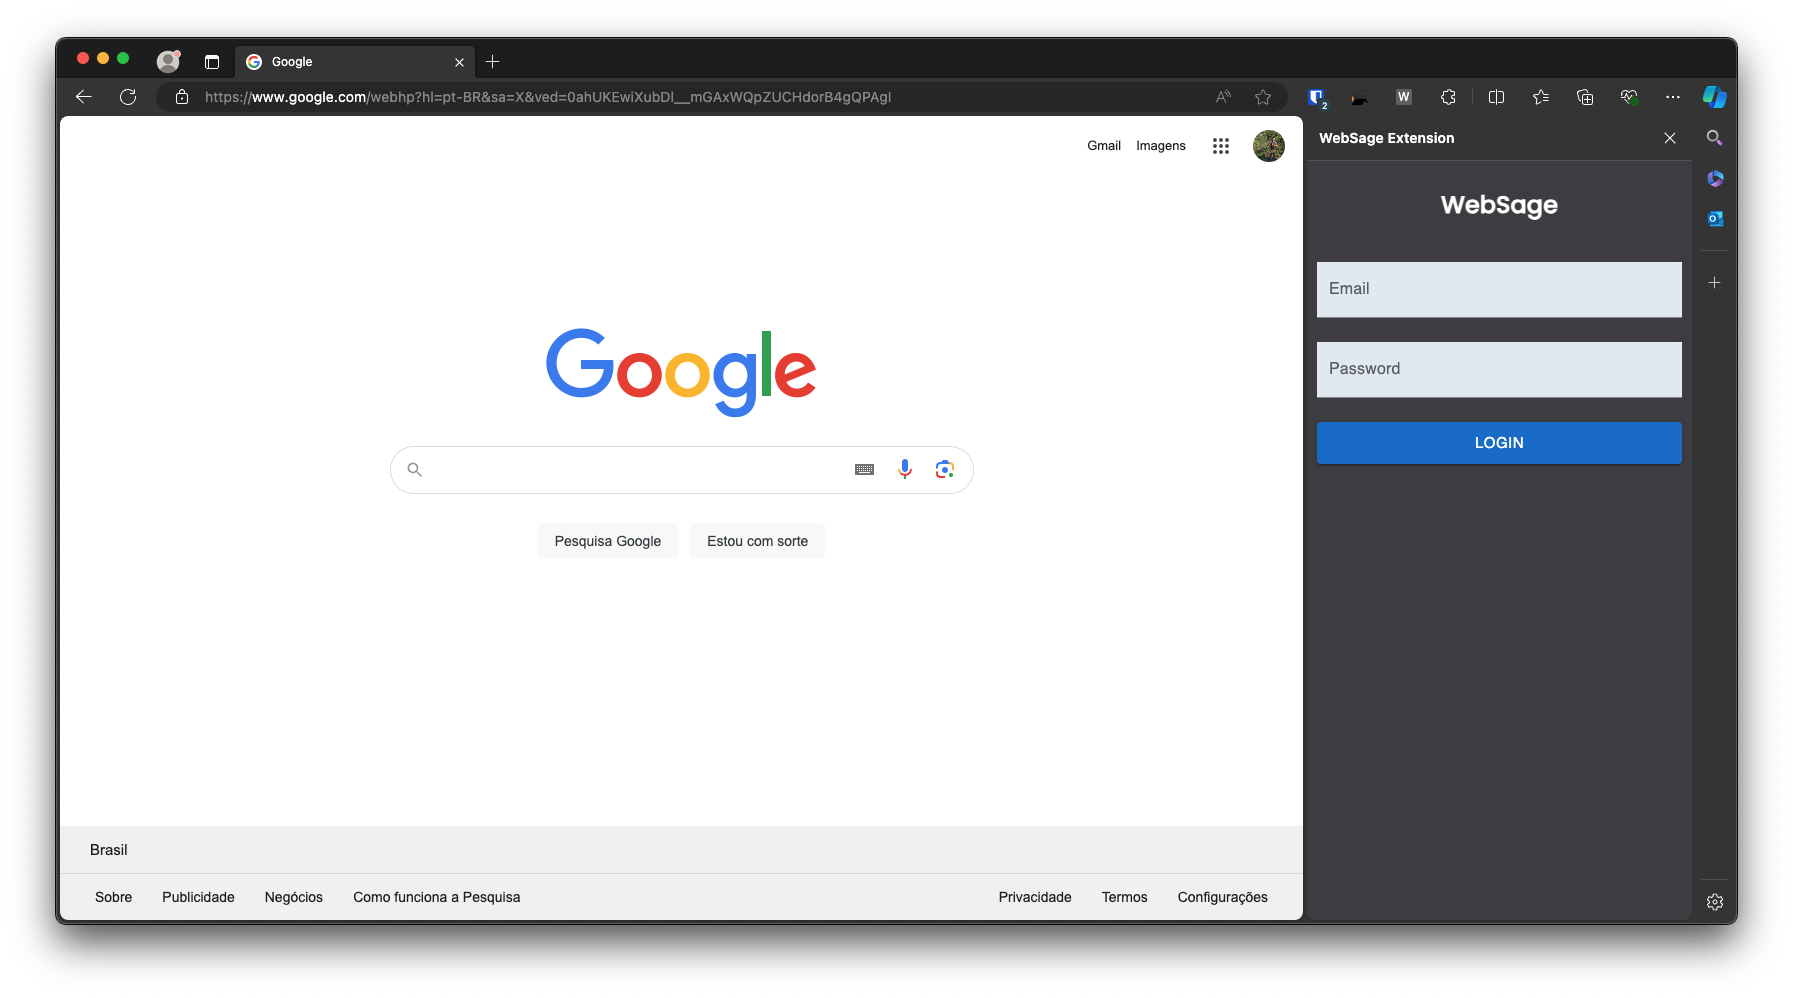 Google
https://www.google.com/webhp?hl=pt-BR&sa=X&ved=0ahUKEwiXubDl__mGAxWQpZUCHdorB4gQPAgI
2
W
WebSage Extension
Gmail Imagens
WebSage
Email
Password
LOGIN
Google
Pesquisa Google Estou com sorte
Brasil
Sobre Publicidade Negócios Como funciona a Pesquisa Privacidade Termos Configurações